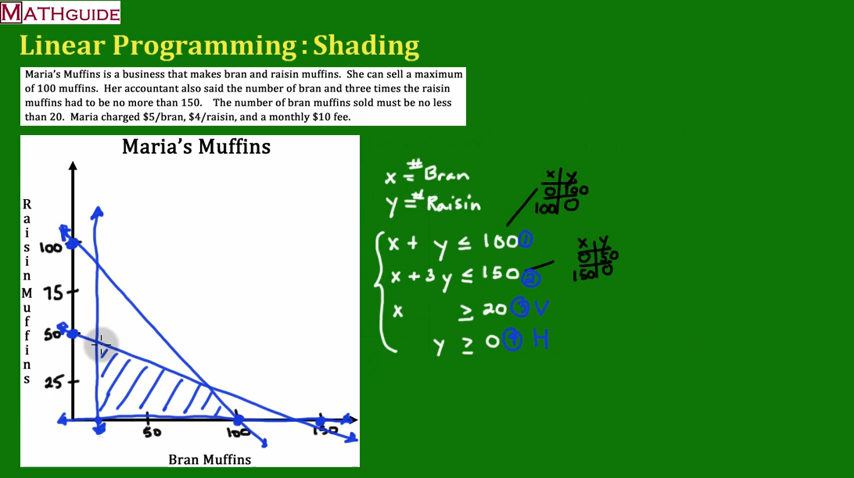 MATHGUIDE
Linear Programming: Shading
Maria's Muffins is a business that makes bran and raisin muffins. She can sell a maximum
of 100 muffins. Her accountant also said the number of bran and three times the raisin
muffins had to be no more than 150. The number of bran muffins sold must be no less
than 20. Maria charged $5/bran, $4/raisin, and a monthly $10 fee.
Maria's Muffins
Raisin Muffins
100
75
50
25
50
100
150
Bran Muffins
x = # Bran
y = # Raisin
x + y ≤ 100 ①
x + 3y ≤ 150 ②
x ≥ 20 ③ V
y ≥ 0 ④ H
x y
0 100
100 0
x y
0 50
150 0